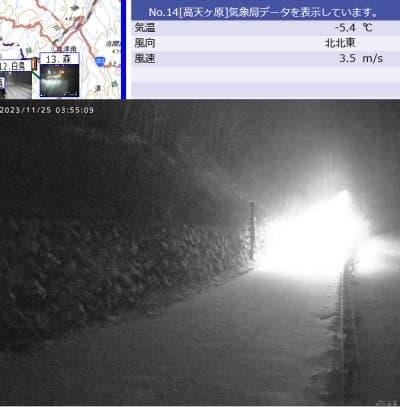 No.14[高天ヶ原]気象局データを表示しています。
気温 -5.4 ℃
風向 北北東
風速 3.5 m/s
13. 森
12.白鳥
2023/11/25 03:55:09